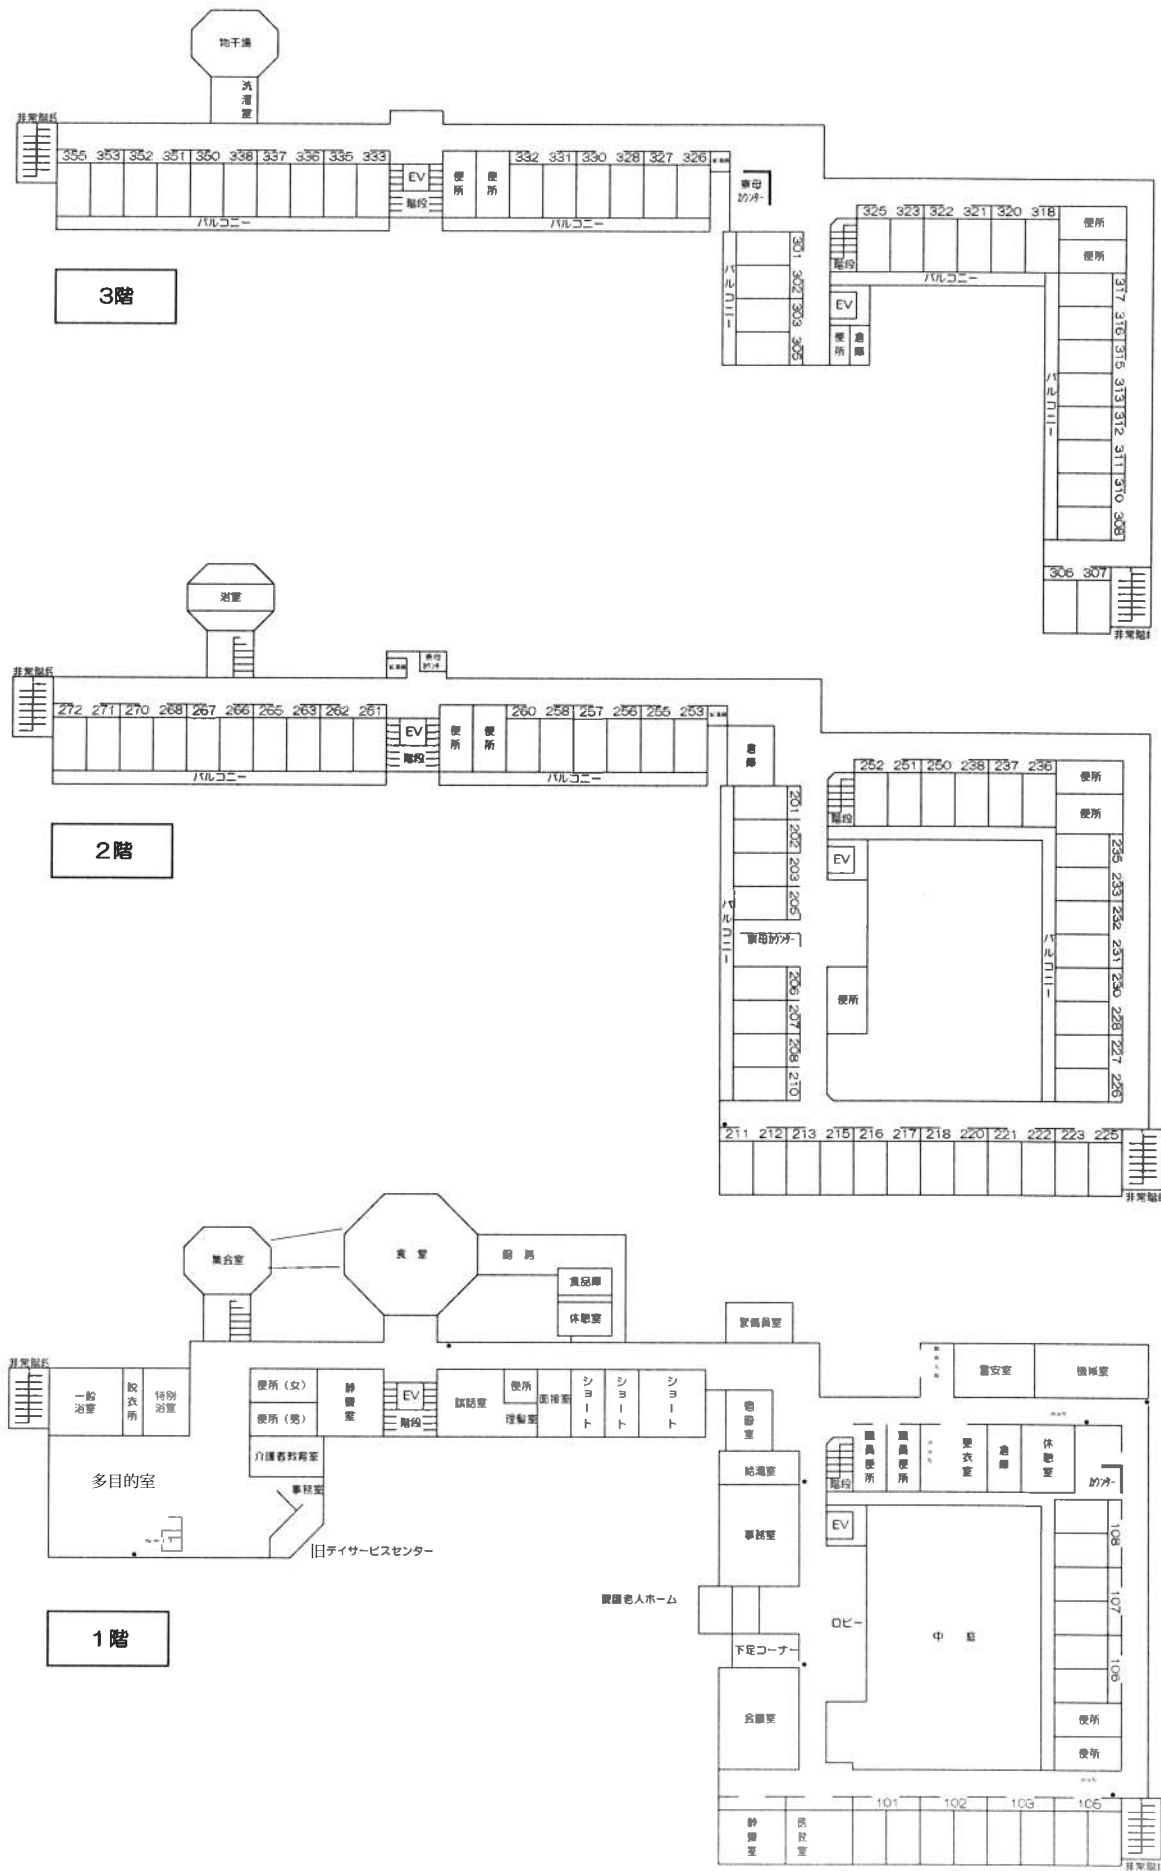 物干場
洗濯室
非常階段
355 353 352 351 350 338 337 336 335 333
EV
階段
便所
便所
332 331 330 328 327 326
寮母
カウンター
バルコニー
バルコニー
3階
301
302
303
305
バルコニー
階段
325 323 322 321 320 318
便所
便所
バルコニー
EV
便所
倉庫
317
316
315
313
312
311
310
308
バルコニー
306 307
非常階段
浴室
非常階段
寮母
カウンター
272 271 270 268 267 266 265 263 262 261
EV
階段
便所
便所
260 258 257 256 255 253
バルコニー
バルコニー
倉庫
2階
201
202
203
205
寮母カウンター
206
207
208
210
バルコニー
252 251 250 238 237 236
階段
便所
便所
EV
便所
235
233
232
231
230
228
227
226
バルコニー
211 212 213 215 216 217 218 220 221 222 223 225
非常階段
集会室
食堂
厨房
食品庫
休憩室
非常階段
一般
浴室
脱衣所
特別
浴室
便所（女）
便所（男）
静養室
介護者教育室
事務室
多目的室
旧デイサービスセンター
EV
階段
談話室
便所
理髪室
面接室
ショート
ショート
ショート
霊安室
機械室
給湯室
事務室
養護老人ホーム
下足コーナー
会議室
ロビー
中庭
階段
EV
職員便所
職員便所
更衣室
倉庫
休憩室
カウンター
108
107
106
便所
便所
1階
静養室
医務室
101 102 103 105
非常階段